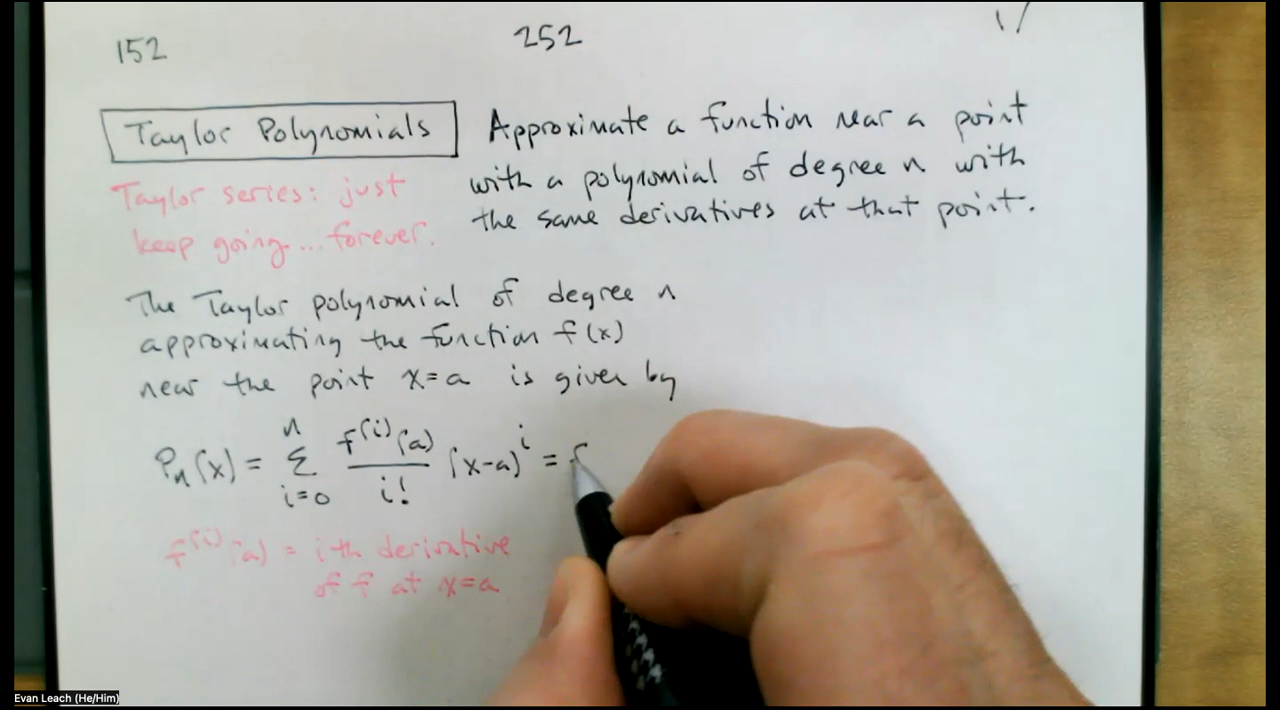 152
252
Taylor Polynomials
Approximate a function near a point
with a polynomial of degree n with
the same derivatives at that point.
Taylor series: just
keep going...forever.
The Taylor polynomial of degree n
approximating the function f(x)
near the point x=a is given by
Pₙ(x) = Σ_{i=0}^{n} f⁽ⁱ⁾(a)/i! (x-a)ⁱ = f
f⁽ⁱ⁾(a) = ith derivative
of f at x=a
Evan Leach (He/Him)